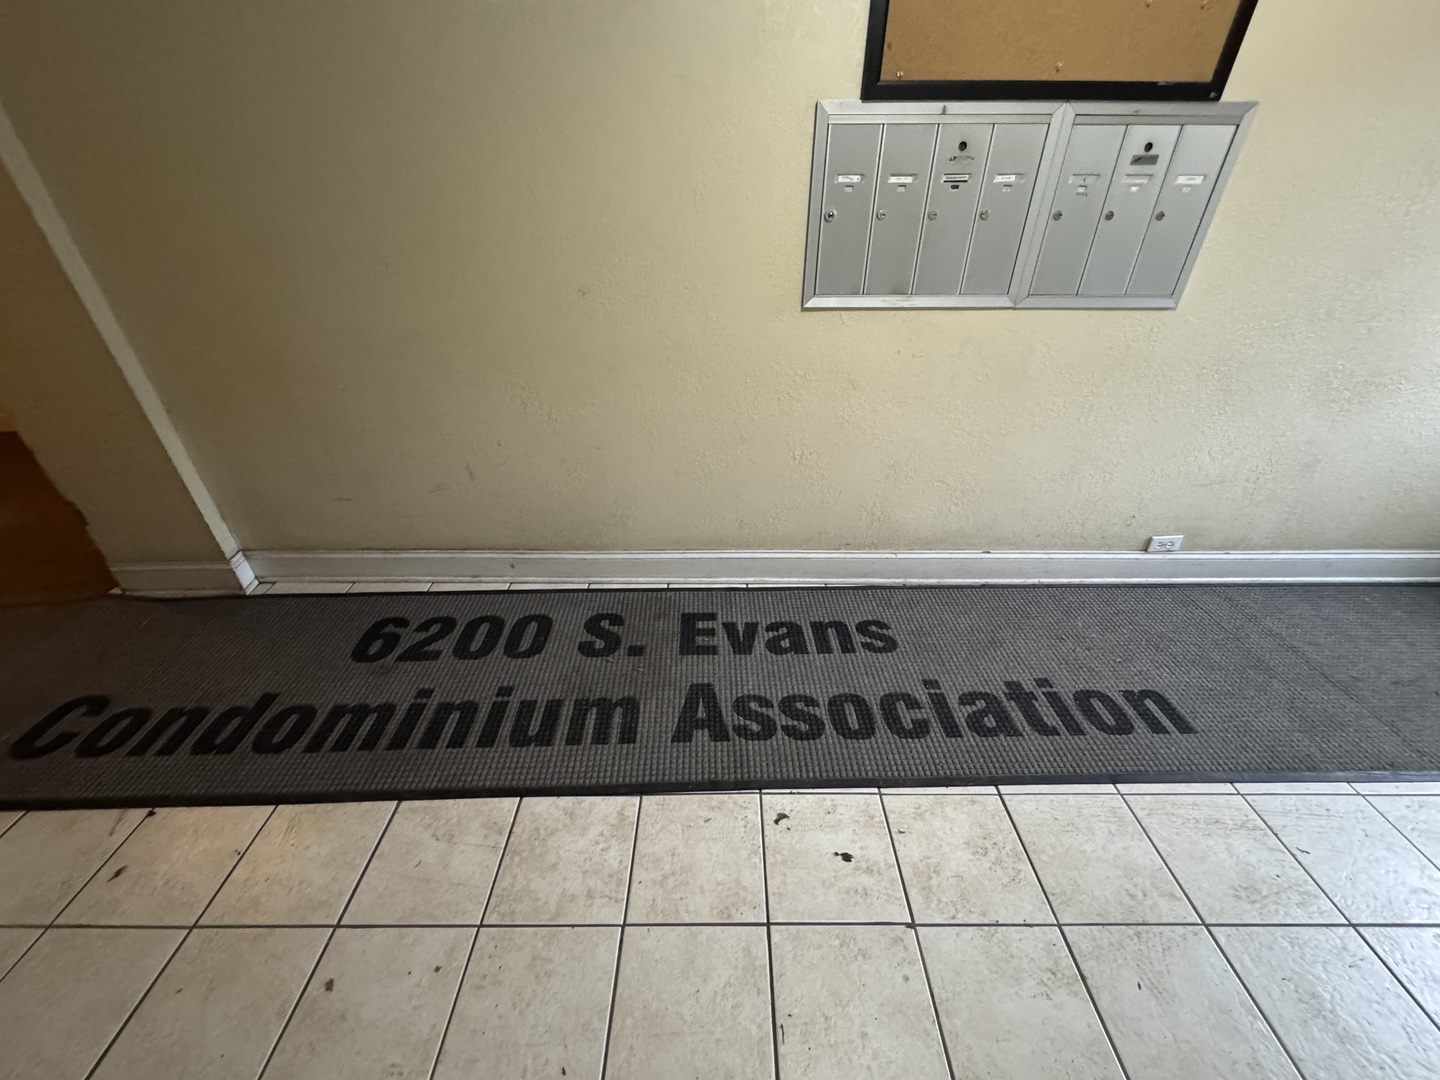 6200 S. Evans
Condominium Association